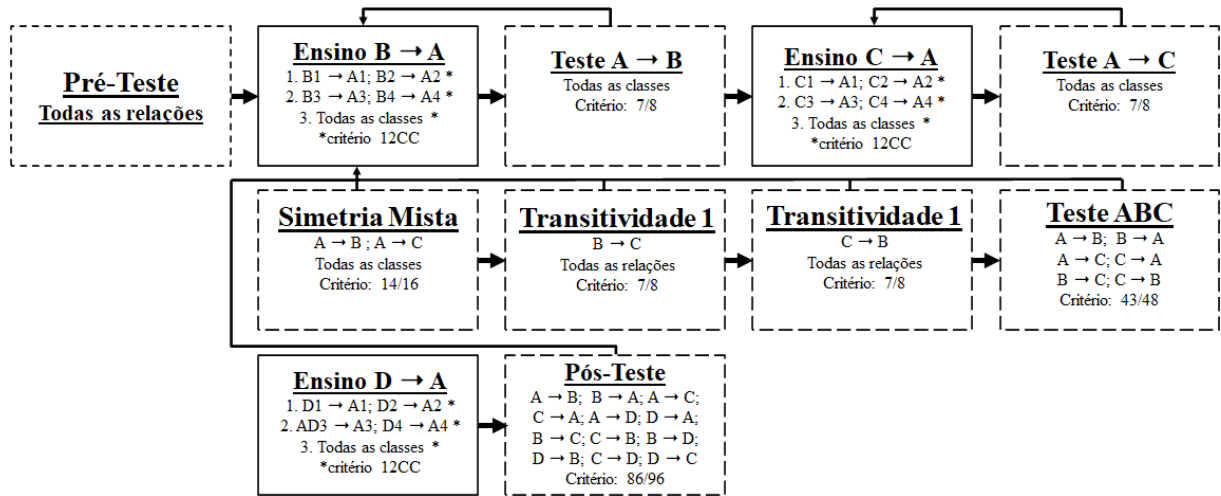 Pré-Teste
Todas as relações
Ensino B → A
1. B1 → A1; B2 → A2 *
2. B3 → A3; B4 → A4 *
3. Todas as classes *
*critério 12CC
Teste A → B
Todas as classes
Critério: 7/8
Ensino C → A
1. C1 → A1; C2 → A2 *
2. C3 → A3; C4 → A4 *
3. Todas as classes *
*critério 12CC
Teste A → C
Todas as classes
Critério: 7/8
Simetria Mista
A → B ; A → C
Todas as classes
Critério: 14/16
Transitividade 1
B → C
Todas as relações
Critério: 7/8
Transitividade 1
C → B
Todas as relações
Critério: 7/8
Teste ABC
A → B; B → A
A → C; C → A
B → C; C → B
Critério: 43/48
Ensino D → A
1. D1 → A1; D2 → A2 *
2. AD3 → A3; D4 → A4 *
3. Todas as classes *
*critério 12CC
Pós-Teste
A → B; B → A; A → C;
C → A; A → D; D → A;
B → C; C → B; B → D;
D → B; C → D; D → C
Critério: 86/96